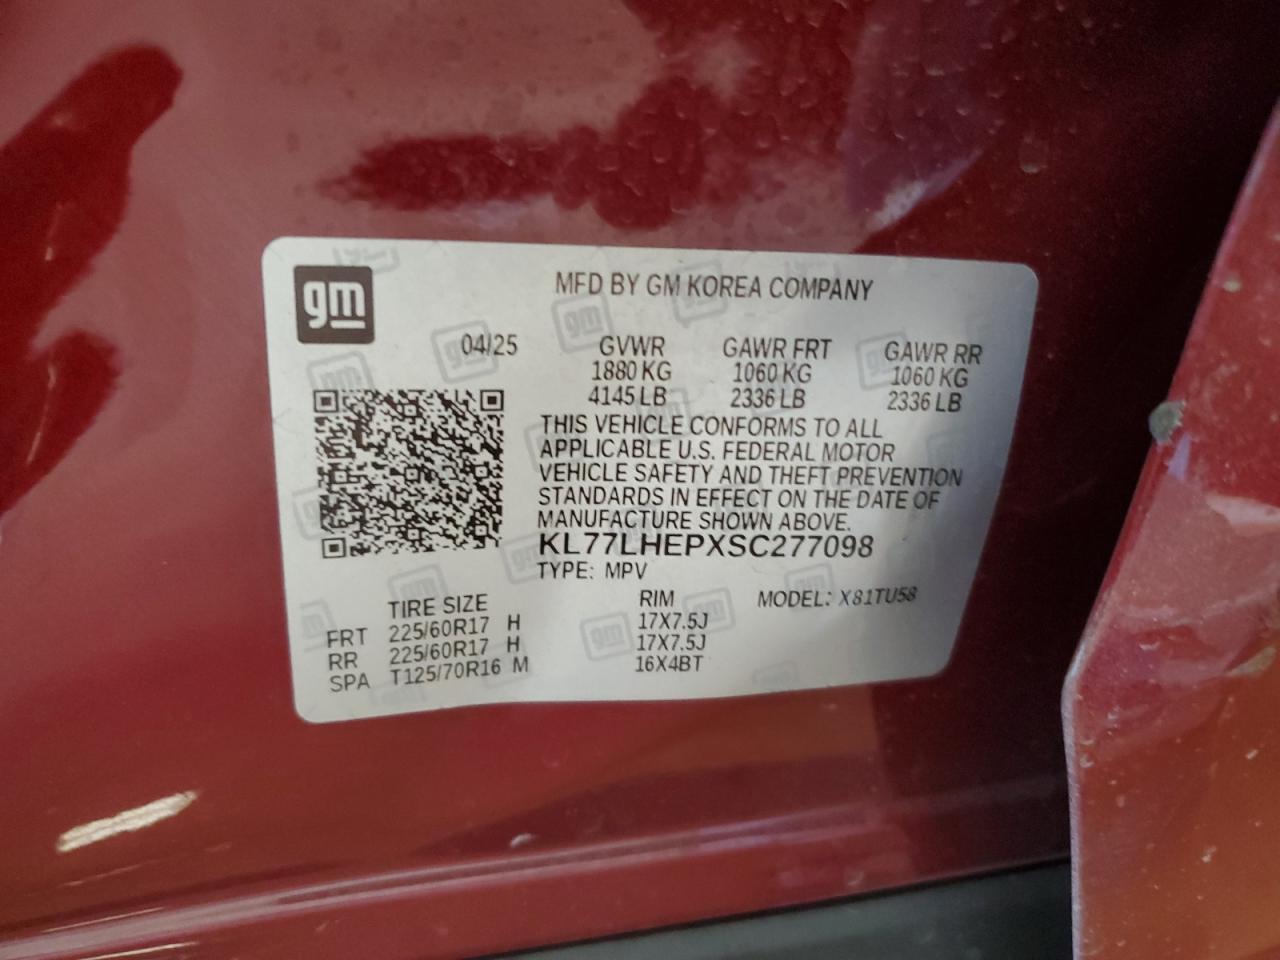 gm
MFD BY GM KOREA COMPANY
04/25 GVWR GAWR FRT GAWR RR
1880 KG 1060 KG 1060 KG
4145 LB 2336 LB 2336 LB
THIS VEHICLE CONFORMS TO ALL
APPLICABLE U.S. FEDERAL MOTOR
VEHICLE SAFETY AND THEFT PREVENTION
STANDARDS IN EFFECT ON THE DATE OF
MANUFACTURE SHOWN ABOVE.
KL77LHEPXSC277098
TYPE: MPV
TIRE SIZE RIM MODEL: X81TU58
FRT 225/60R17 H 17X7.5J
RR 225/60R17 H 17X7.5J
SPA T125/70R16 M 16X4BT